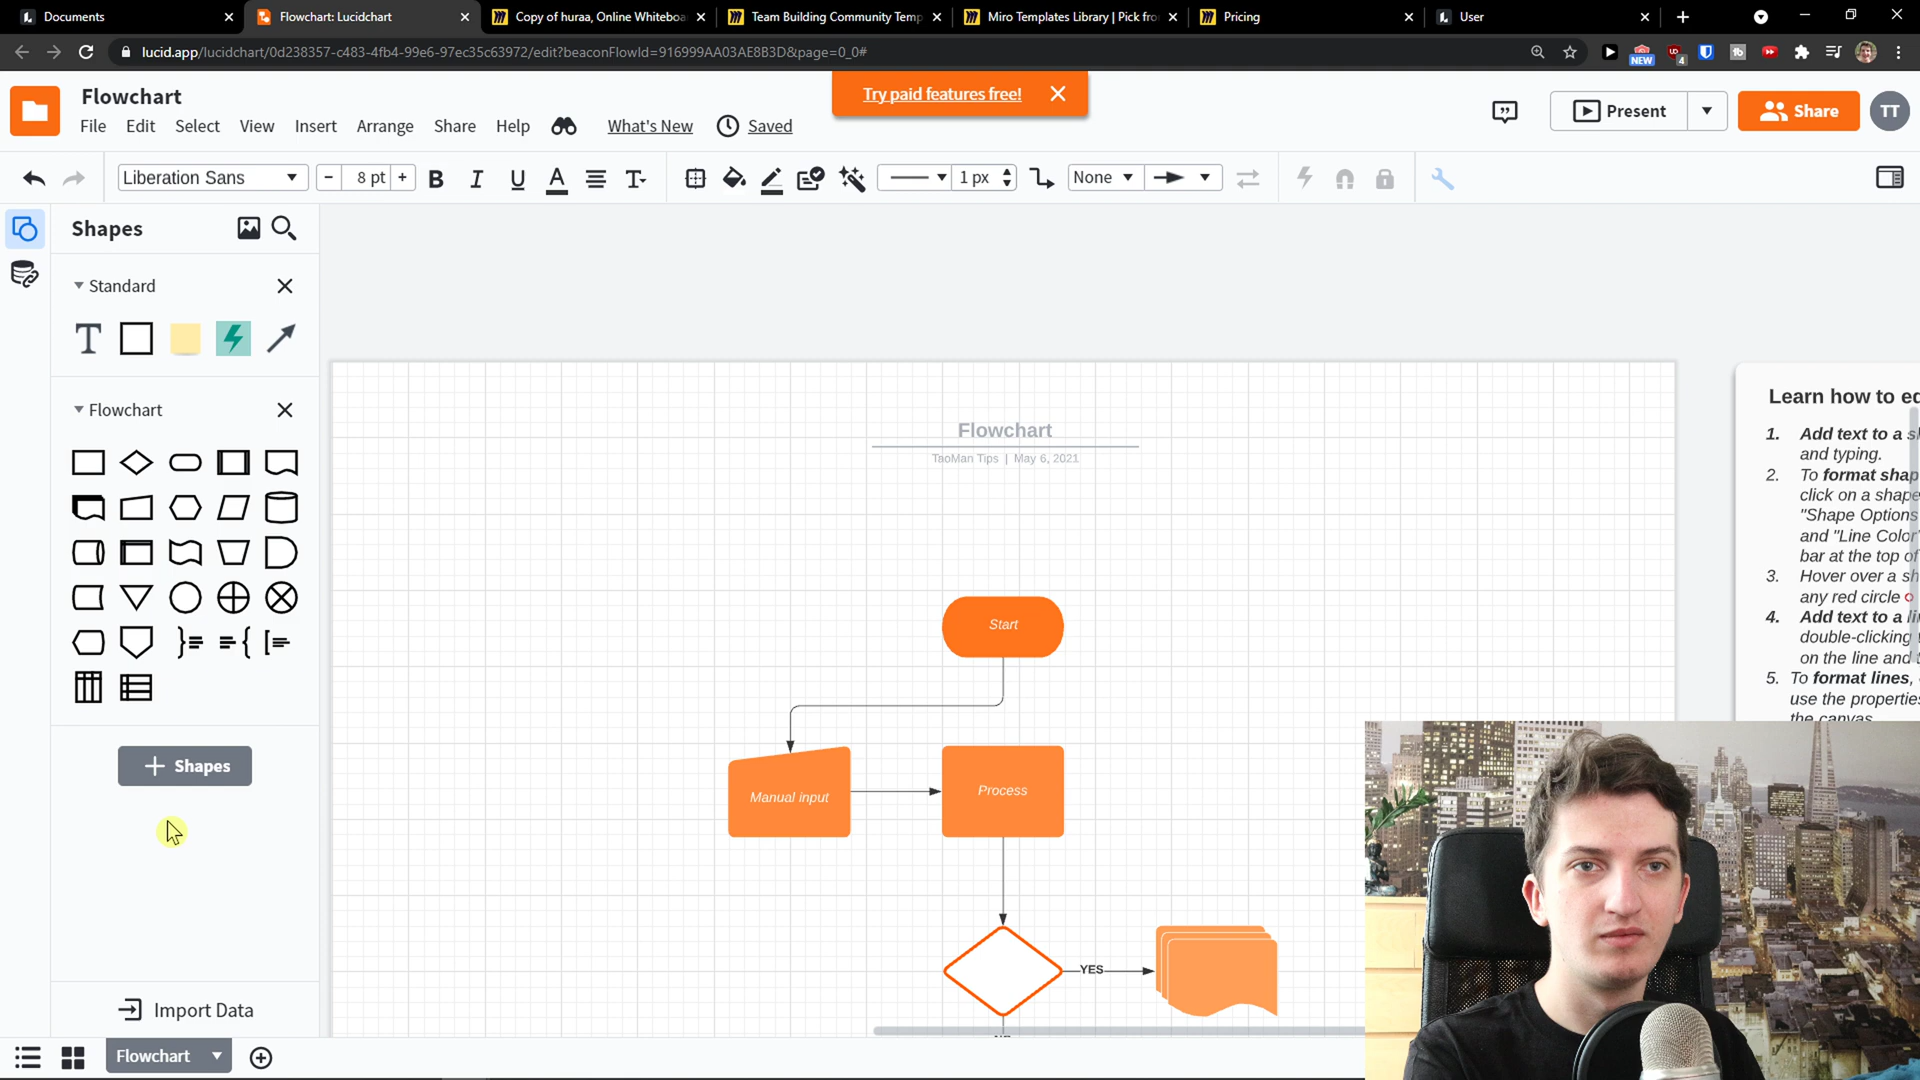 Documents
Flowchart: Lucidchart
Copy of huraa, Online Whiteboa
Team Building Community Temp
Miro Templates Library | Pick fro
Pricing
User
lucid.app/lucidchart/0d238357-c483-4fb4-99e6-97ec35c63972/edit?beaconFlowId=916999AA03AE8B3D&page=0_0#
NEW
4
Flowchart
Try paid features free!
File Edit Select View Insert Arrange Share Help What's New Saved
Present
Share
TT
Liberation Sans
− 8 pt +
B I U A T
1 px
None
Shapes
Standard
T
Flowchart
+ Shapes
Import Data
Flowchart
Flowchart
TaoMan Tips | May 6, 2021
Start
Manual input
Process
YES
Learn how to ed
1. Add text to a sh
and typing.
2. To format shap
click on a shape
"Shape Options
and "Line Color"
bar at the top of
3. Hover over a sh
any red circle
4. Add text to a li
double-clicking
on the line and t
5. To format lines,
use the properties
the canvas